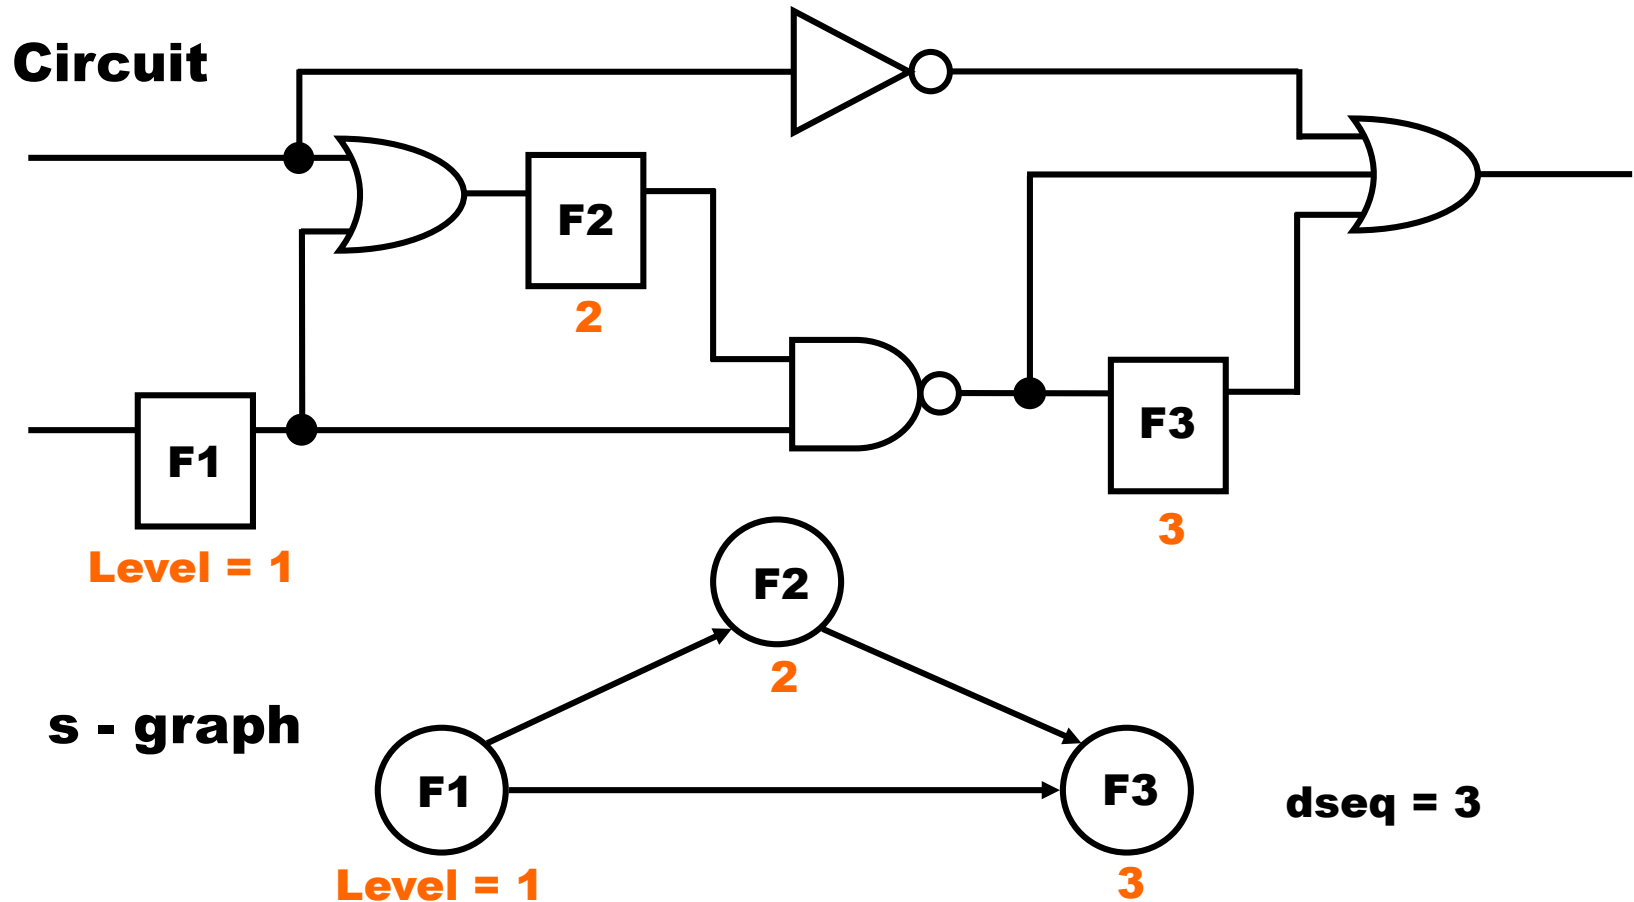 Circuit
F2
2
F1
F3
Level = 1
3
F2
2
s - graph
F1
F3
dseq = 3
Level = 1
3